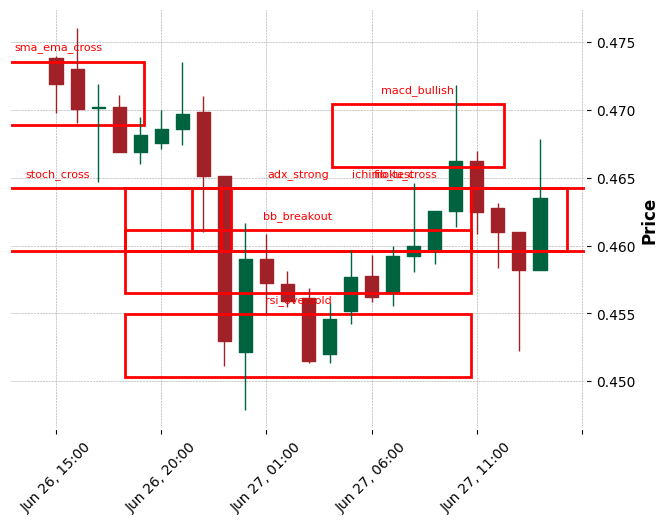 sma_ema_cross
0.475
macd_bullish
0.470
stoch_cross
adx_strong
0.465
bb_breakout
0.460
rsi_oversold
0.455
0.450
Price
Jun 26, 15:00
Jun 26, 20:00
Jun 27, 01:00
Jun 27, 06:00
Jun 27, 11:00